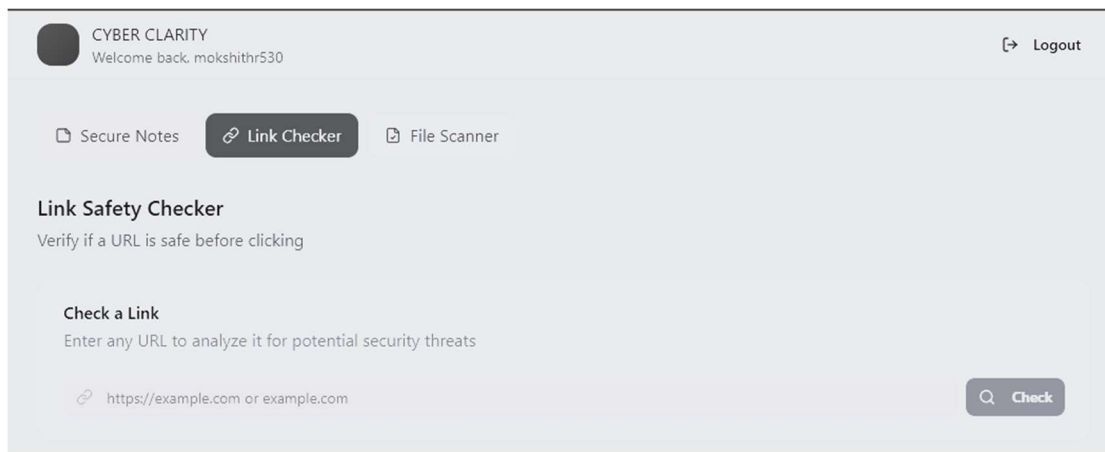 CYBER CLARITY
Welcome back, mokshithr530
Logout
Secure Notes
Link Checker
File Scanner
Link Safety Checker
Verify if a URL is safe before clicking
Check a Link
Enter any URL to analyze it for potential security threats
https://example.com or example.com
Check